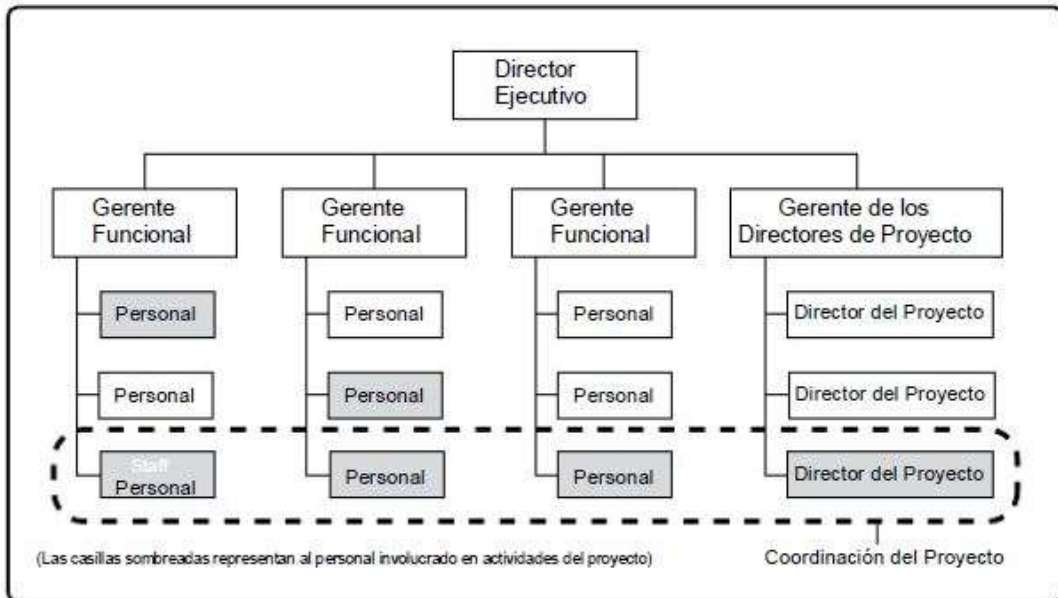 Director
Ejecutivo
Gerente
Funcional
Gerente
Funcional
Gerente
Funcional
Gerente de los
Directores de Proyecto
Personal
Personal
Personal
Director del Proyecto
Personal
Personal
Personal
Director del Proyecto
Staff
Personal
Personal
Personal
Director del Proyecto
(Las casillas sombreadas representan al personal involucrado en actividades del proyecto)
Coordinación del Proyecto